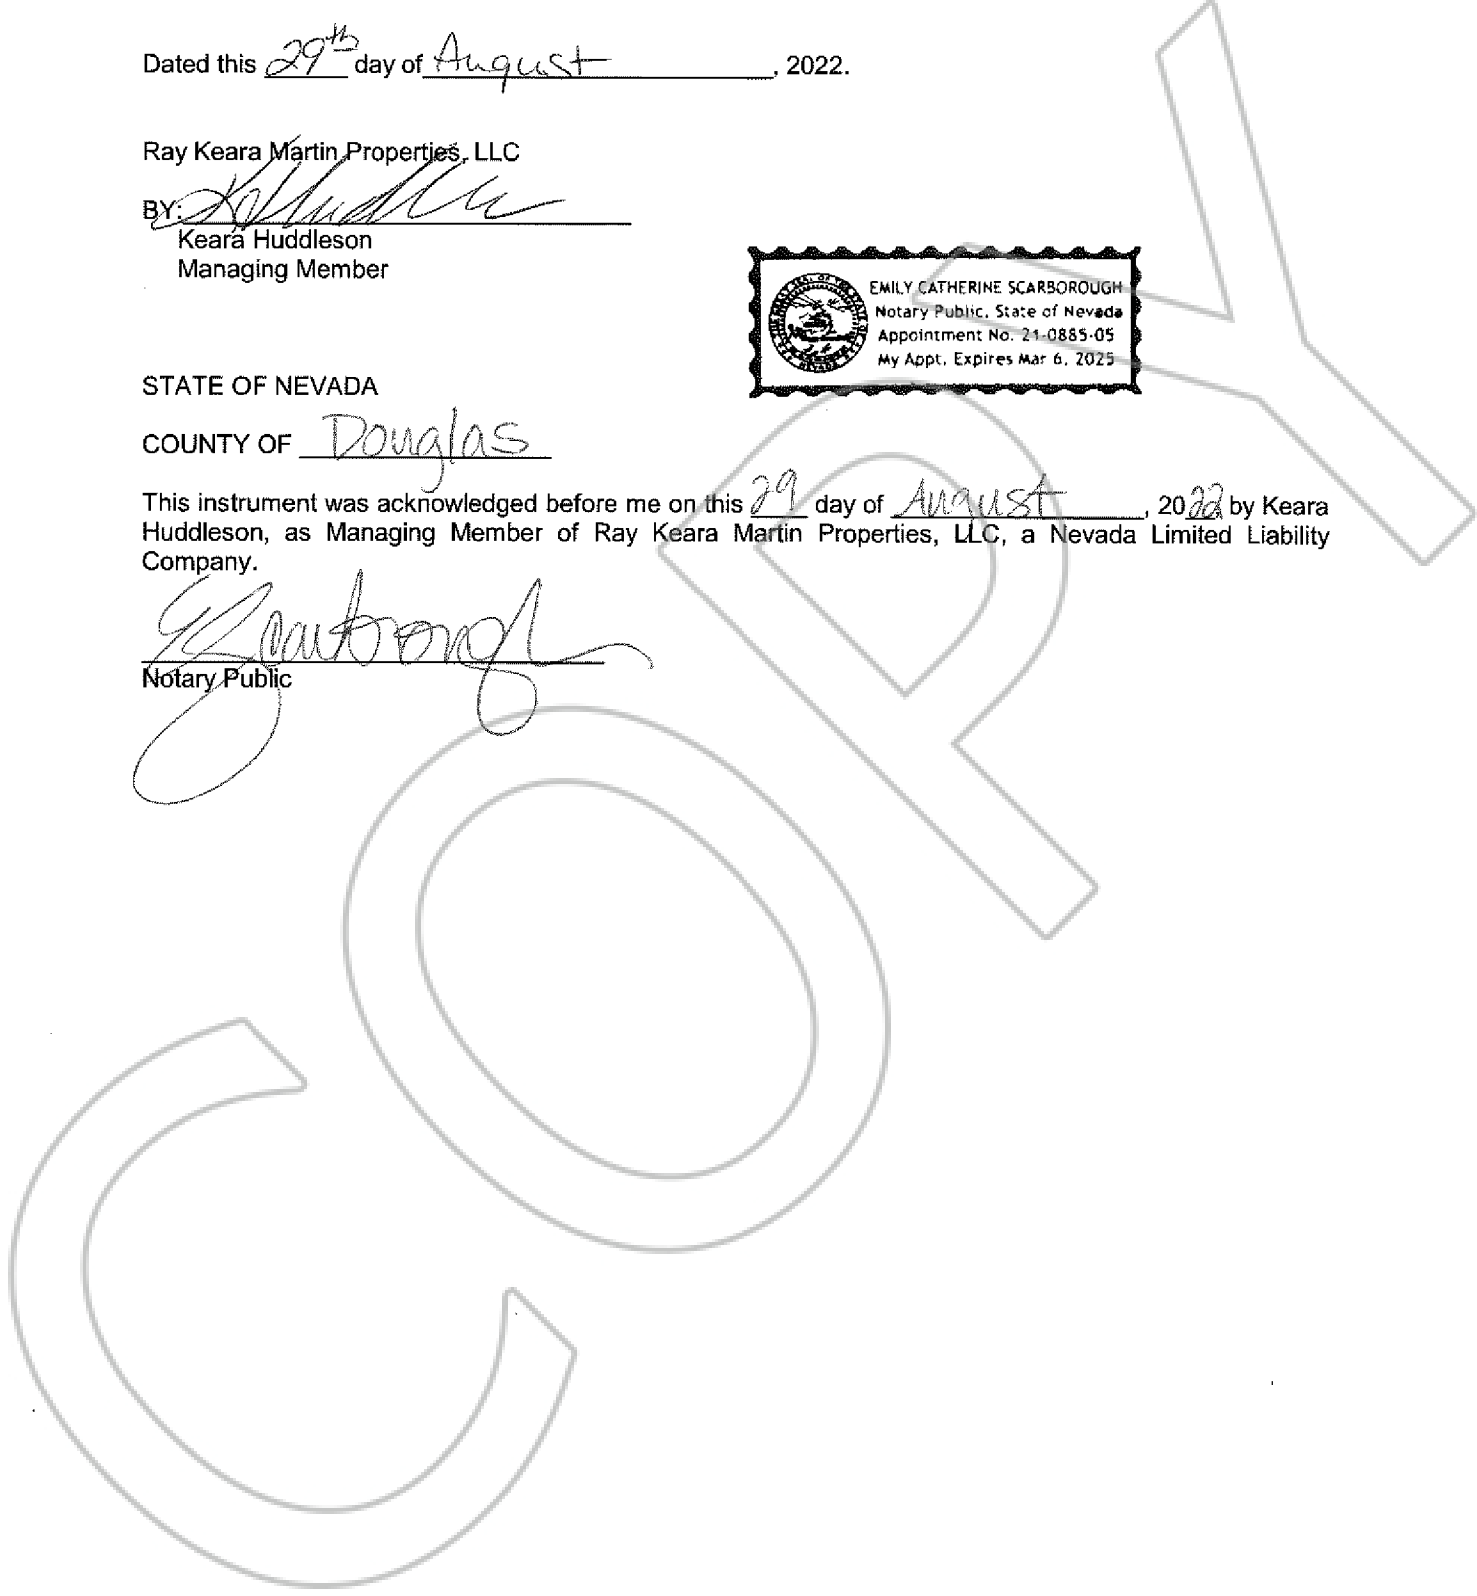 Dated this 29th day of August, 2022.
Ray Keara Martin Properties, LLC
BY: K Huddle
Keara Huddleson
Managing Member
EMILY CATHERINE SCARBOROUGH
Notary Public, State of Nevada
Appointment No. 21-0885-05
My Appt. Expires Mar 6, 2025
STATE OF NEVADA
COUNTY OF Douglas
This instrument was acknowledged before me on this 29 day of August, 2022 by Keara
Huddleson, as Managing Member of Ray Keara Martin Properties, LLC, a Nevada Limited Liability
Company.
EScarborough
Notary Public
COPY